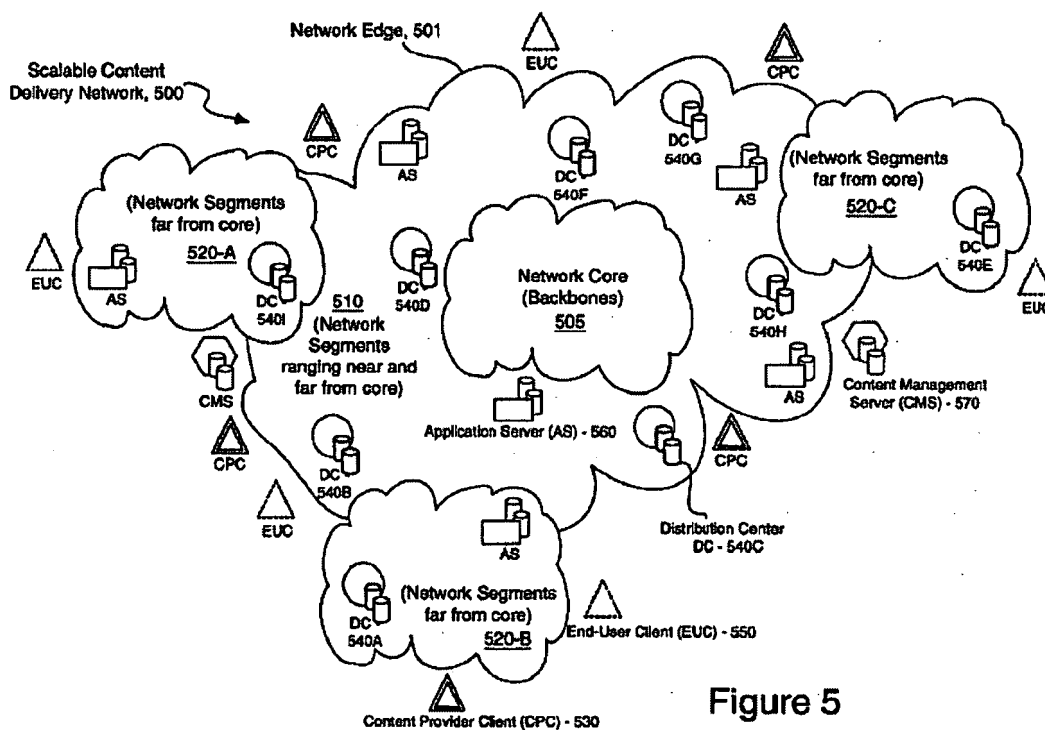 Network Edge, 501
EUC
CPC
Scalable Content
Delivery Network, 500
CPC
AS
DC
540F
DC
540G
AS
(Network Segments
far from core)
520-C
DC
540E
EUC
(Network Segments
far from core)
520-A
EUC
AS
DC
540I
DC
540D
510
(Network
Segments
ranging near and
far from core)
Network Core
(Backbones)
505
DC
540H
AS
Content Management
Server (CMS) - 570
CMS
CPC
EUC
DC
540B
Application Server (AS) - 560
CPC
Distribution Center
DC - 540C
AS
DC
540A
(Network Segments
far from core)
520-B
End-User Client (EUC) - 550
Content Provider Client (CPC) - 530
Figure 5